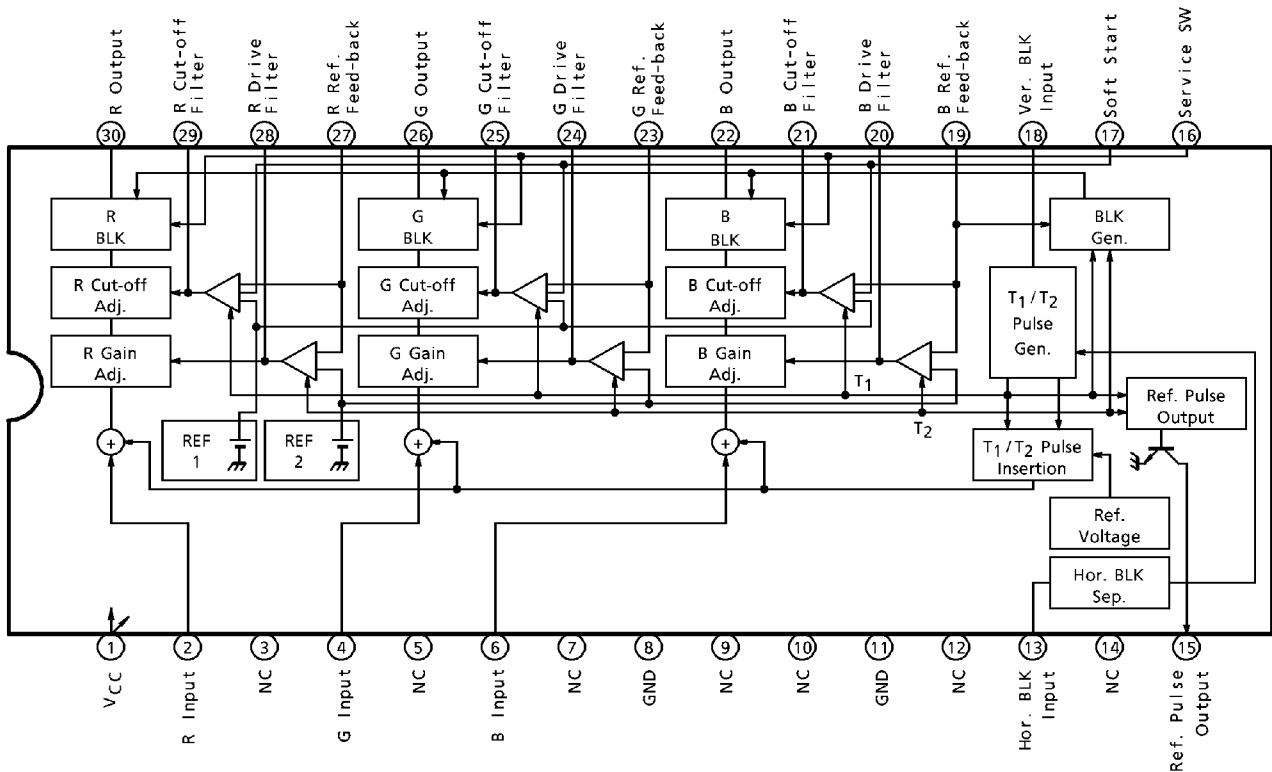 R Output
R Cut-off
Filter
R Drive
Filter
R Ref.
Feed-back
G Output
G Cut-off
Filter
G Drive
Filter
G Ref.
Feed-back
B Output
B Cut-off
Filter
B Drive
Filter
B Ref.
Feed-back
Ver. BLK
Input
Soft Start
Service SW
30 29 28 27 26 25 24 23 22 21 20 19 18 17 16
R
BLK
G
BLK
B
BLK
BLK
Gen.
R Cut-off
Adj.
G Cut-off
Adj.
B Cut-off
Adj.
T1/T2
Pulse
Gen.
R Gain
Adj.
G Gain
Adj.
B Gain
Adj.
T1
T2
Ref. Pulse
Output
+
REF
1
REF
2
+
+
T1/T2 Pulse
Insertion
Ref.
Voltage
Hor. BLK
Sep.
1 2 3 4 5 6 7 8 9 10 11 12 13 14 15
VCC
R Input
NC
G Input
NC
B Input
NC
GND
NC
NC
GND
NC
Hor. BLK
Input
NC
Ref. Pulse
Output